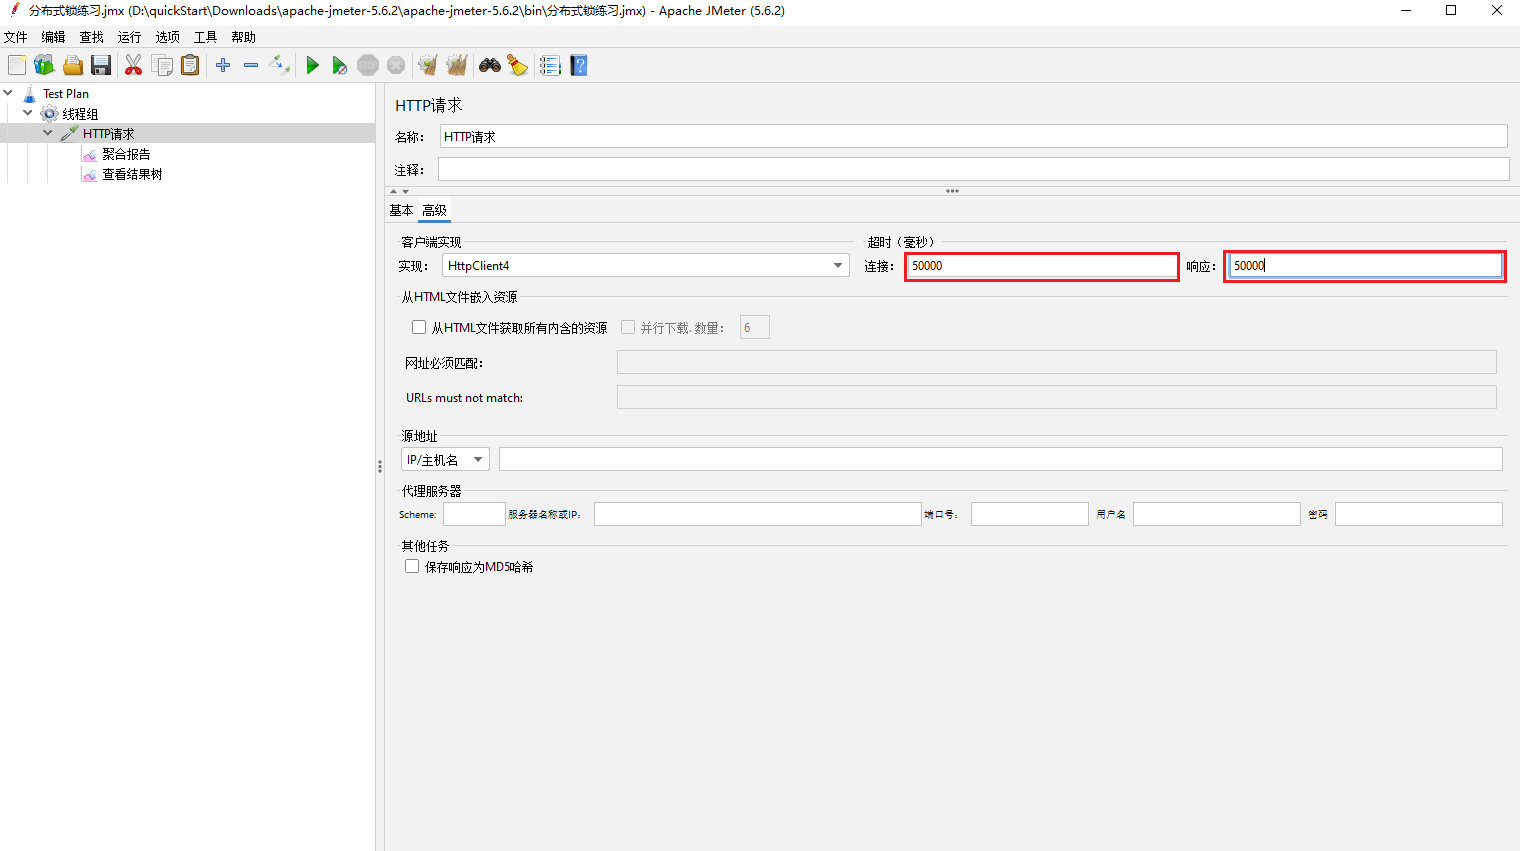 分布式锁练习.jmx (D:\quickStart\Downloads\apache-jmeter-5.6.2\apache-jmeter-5.6.2\bin\分布式锁练习.jmx) - Apache JMeter (5.6.2)
文件 编辑 查找 运行 选项 工具 帮助
STOP
?
Test Plan
线程组
HTTP请求
聚合报告
查看结果树
HTTP请求
名称： HTTP请求
注释：
基本 高级
客户端实现 超时（毫秒）
实现： HttpClient4 连接： 50000 响应： 50000
从HTML文件嵌入资源
从HTML文件获取所有内含的资源 并行下载. 数量： 6
网址必须匹配：
URLs must not match:
源地址
IP/主机名
代理服务器
Scheme: 服务器名称或IP： 端口号： 用户名 密码
其他任务
保存响应为MD5哈希